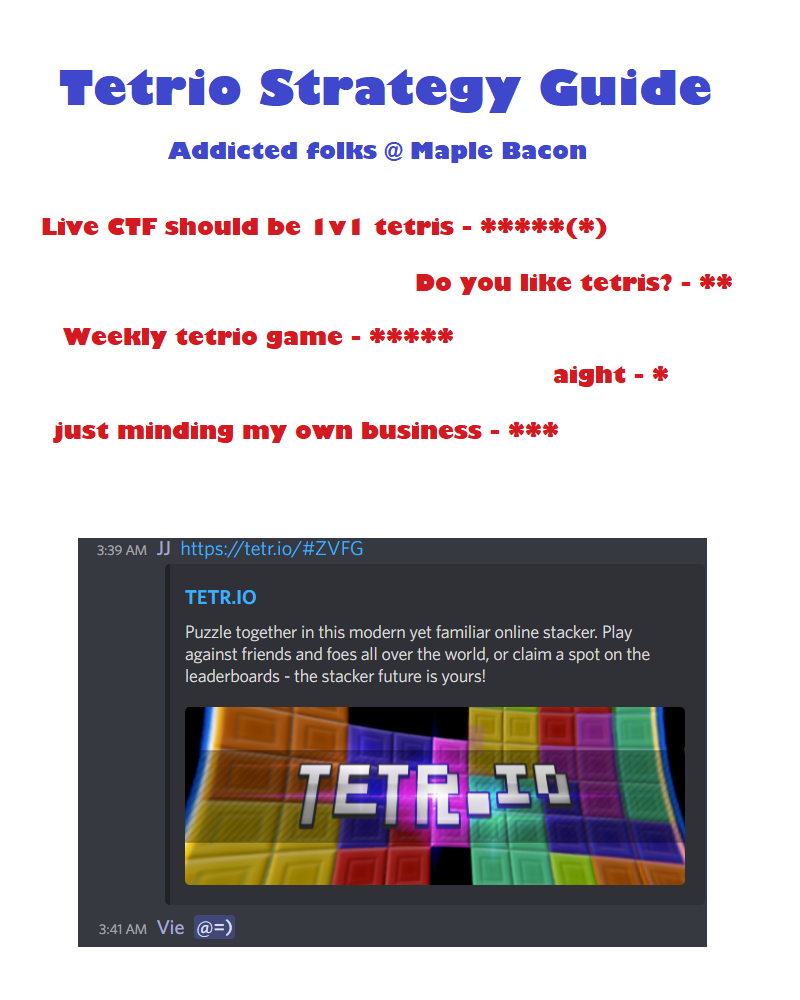 Tetrio Strategy Guide
Addicted folks @ Maple Bacon
Live CTF should be 1v1 tetris - *****(*)
Do you like tetris? - **
Weekly tetrio game - *****
aight - *
just minding my own business - ***
3:39 AM JJ https://tetr.io/#ZVFG
TETR.IO
Puzzle together in this modern yet familiar online stacker. Play
against friends and foes all over the world, or claim a spot on the
leaderboards - the stacker future is yours!
TETR.IO
3:41 AM Vie @=)